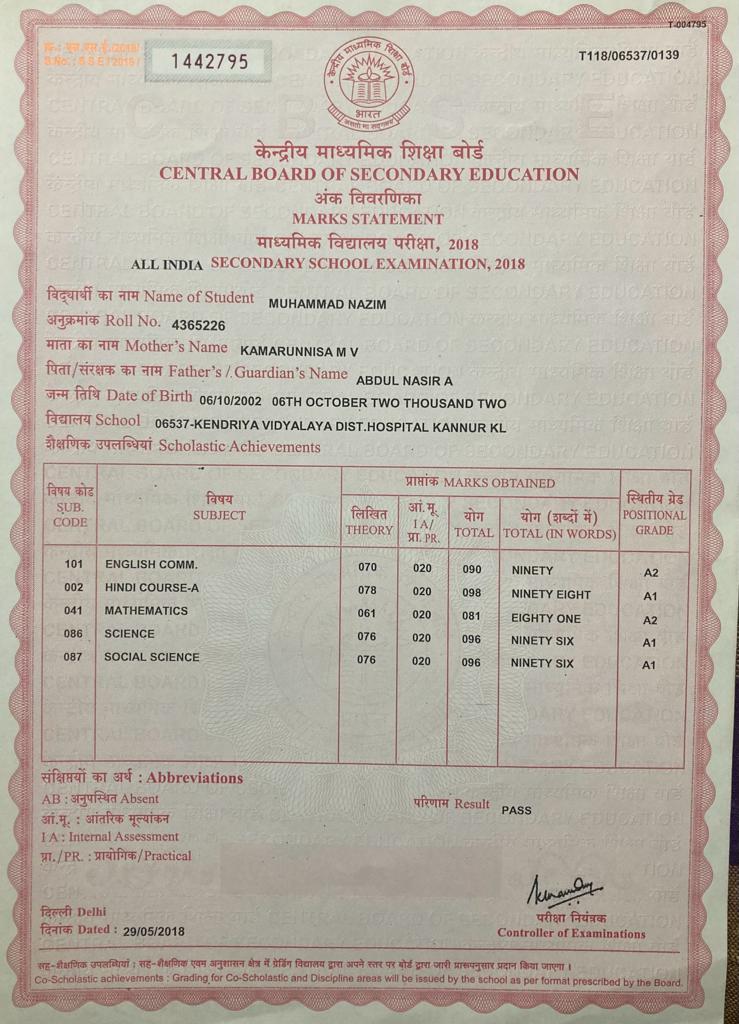 T-004795
क्र. : एस.एस.ई/2018/
S.No.: S S E / 2018 /
1442795
T118/06537/0139
केन्द्रीय माध्यमिक शिक्षा बोर्ड
भारत
असतो मा सद्गमय
केन्द्रीय माध्यमिक शिक्षा बोर्ड
CENTRAL BOARD OF SECONDARY EDUCATION
अंक विवरणिका
MARKS STATEMENT
माध्यमिक विद्यालय परीक्षा, 2018
ALL INDIA SECONDARY SCHOOL EXAMINATION, 2018
विद्यार्थी का नाम Name of Student MUHAMMAD NAZIM
अनुक्रमांक Roll No. 4365226
माता का नाम Mother's Name KAMARUNNISA M V
पिता/संरक्षक का नाम Father's / Guardian's Name ABDUL NASIR A
जन्म तिथि Date of Birth 06/10/2002 06TH OCTOBER TWO THOUSAND TWO
विद्यालय School 06537-KENDRIYA VIDYALAYA DIST.HOSPITAL KANNUR KL
शैक्षणिक उपलब्धियां Scholastic Achievements
विषय कोड SUB. CODE
विषय SUBJECT
प्राप्तांक MARKS OBTAINED
लिखित THEORY
आं.मू. I A/ प्रा. PR.
योग TOTAL
योग (शब्दों में) TOTAL (IN WORDS)
स्थितीय ग्रेड POSITIONAL GRADE
101 ENGLISH COMM. 070 020 090 NINETY A2
002 HINDI COURSE-A 078 020 098 NINETY EIGHT A1
041 MATHEMATICS 061 020 081 EIGHTY ONE A2
086 SCIENCE 076 020 096 NINETY SIX A1
087 SOCIAL SCIENCE 076 020 096 NINETY SIX A1
संक्षिप्तियों का अर्थ : Abbreviations
AB : अनुपस्थित Absent
परिणाम Result PASS
आं.मू. : आंतरिक मूल्यांकन
I A : Internal Assessment
प्रा./PR. : प्रायोगिक/Practical
दिल्ली Delhi
दिनांक Dated : 29/05/2018
परीक्षा नियंत्रक
Controller of Examinations
सह-शैक्षणिक उपलब्धियां : सह-शैक्षणिक एवम अनुशासन क्षेत्र में ग्रेडिंग विद्यालय द्वारा अपने स्तर पर बोर्ड द्वारा जारी प्रारूपनुसार प्रदान किया जाएगा ।
Co-Scholastic achievements : Grading for Co-Scholastic and Discipline areas will be issued by the school as per format prescribed by the Board.